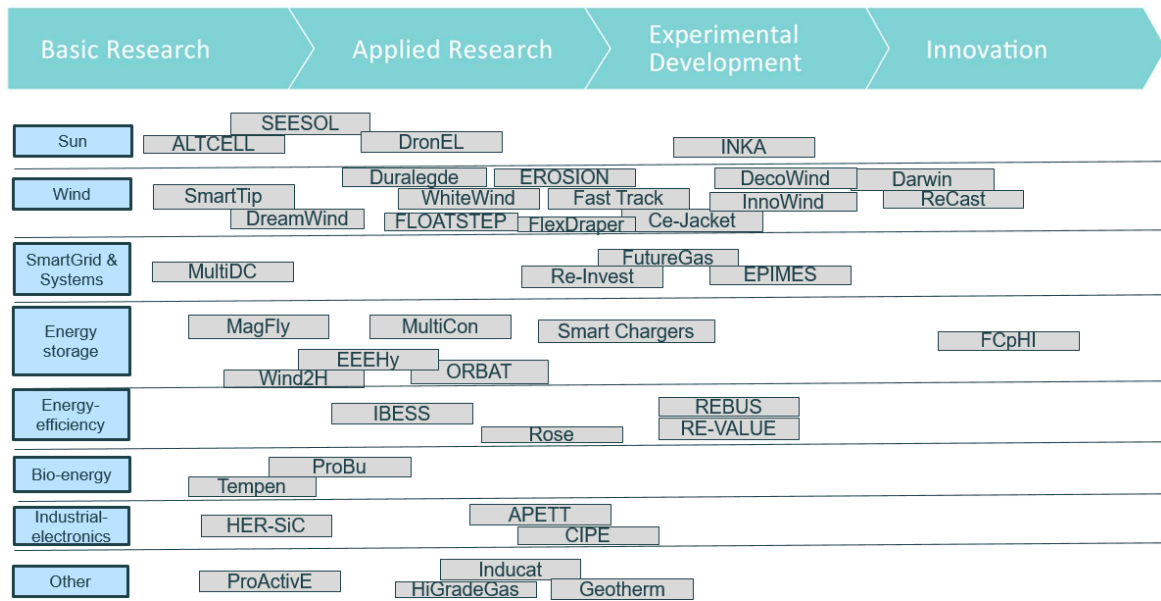 Basic Research
Applied Research
Experimental
Development
Innovation
Sun
SEESOL
ALTCELL
DronEL
INKA
Wind
Duralegde
EROSION
DecoWind
Darwin
SmartTip
WhiteWind
Fast Track
InnoWind
ReCast
DreamWind
FLOATSTEP
FlexDraper
Ce-Jacket
SmartGrid &
Systems
MultiDC
FutureGas
Re-Invest
EPIMES
Energy
storage
MagFly
MultiCon
Smart Chargers
FCpHI
EEEHy
Wind2H
ORBAT
Energy-
efficiency
IBESS
REBUS
Rose
RE-VALUE
Bio-energy
ProBu
Tempen
Industrial-
electronics
HER-SiC
APETT
CIPE
Other
ProActivE
Inducat
HiGradeGas
Geotherm